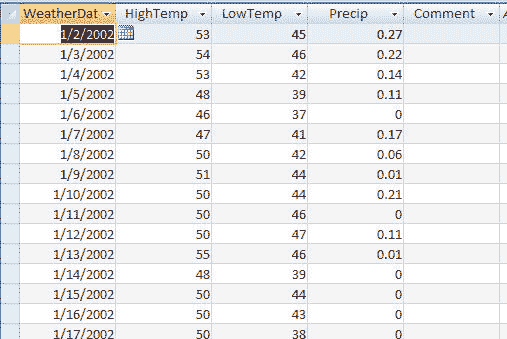 WeatherDat HighTemp LowTemp Precip Comment
1/2/2002 53 45 0.27
1/3/2002 54 46 0.22
1/4/2002 53 42 0.14
1/5/2002 48 39 0.11
1/6/2002 46 37 0
1/7/2002 47 41 0.17
1/8/2002 50 42 0.06
1/9/2002 51 44 0.01
1/10/2002 50 44 0.21
1/11/2002 50 46 0
1/12/2002 50 47 0.11
1/13/2002 55 46 0.01
1/14/2002 48 39 0
1/15/2002 50 44 0
1/16/2002 50 43 0
1/17/2002 50 38 0